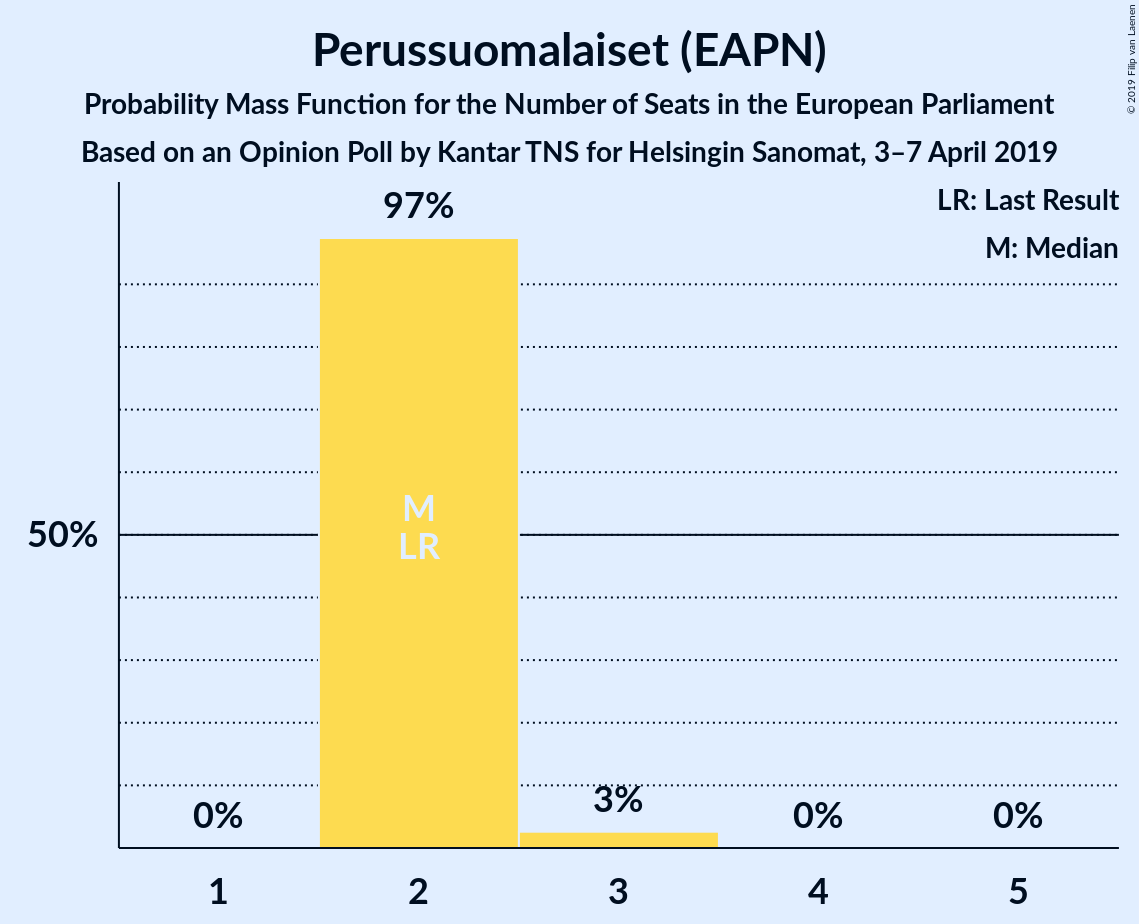 Perussuomalaiset (EAPN)
Probability Mass Function for the Number of Seats in the European Parliament
Based on an Opinion Poll by Kantar TNS for Helsingin Sanomat, 3–7 April 2019
© 2019 Filip van Laenen
LR: Last Result
M: Median
97%
50%
M
LR
0%
3%
0%
0%
1
2
3
4
5